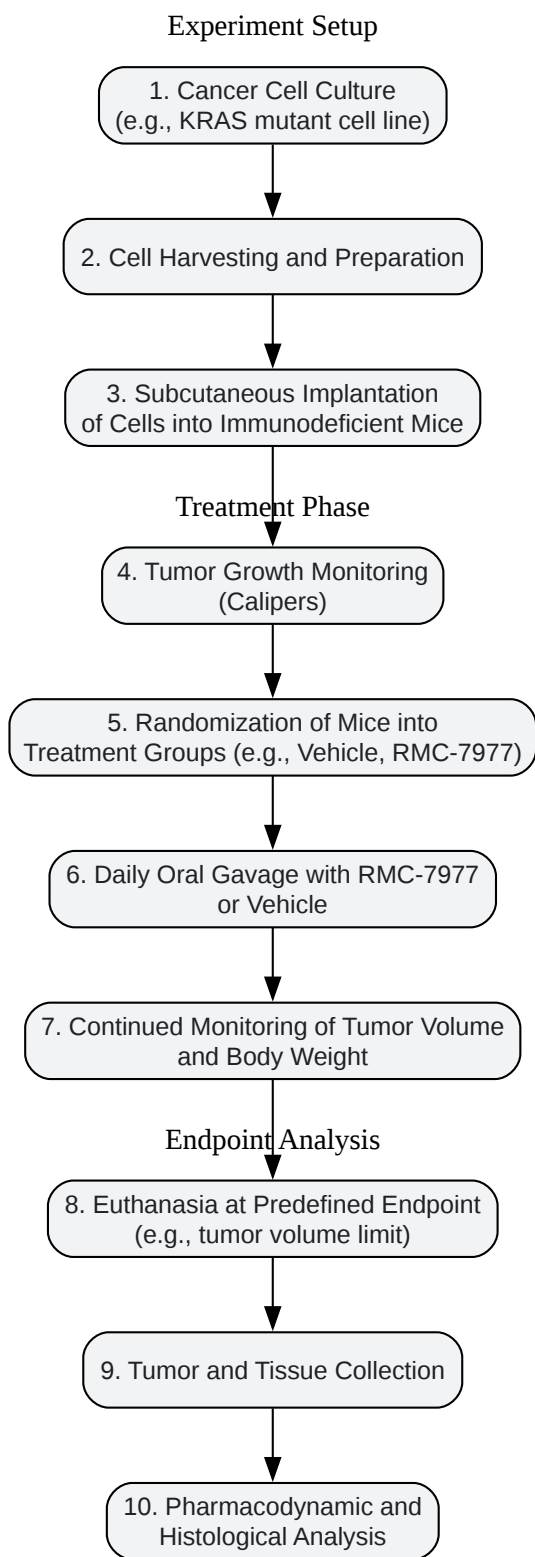 Experiment Setup
1. Cancer Cell Culture
(e.g., KRAS mutant cell line)
2. Cell Harvesting and Preparation
3. Subcutaneous Implantation
of Cells into Immunodeficient Mice
Treatment Phase
4. Tumor Growth Monitoring
(Calipers)
5. Randomization of Mice into
Treatment Groups (e.g., Vehicle, RMC-7977)
6. Daily Oral Gavage with RMC-7977
or Vehicle
7. Continued Monitoring of Tumor Volume
and Body Weight
Endpoint Analysis
8. Euthanasia at Predefined Endpoint
(e.g., tumor volume limit)
9. Tumor and Tissue Collection
10. Pharmacodynamic and
Histological Analysis